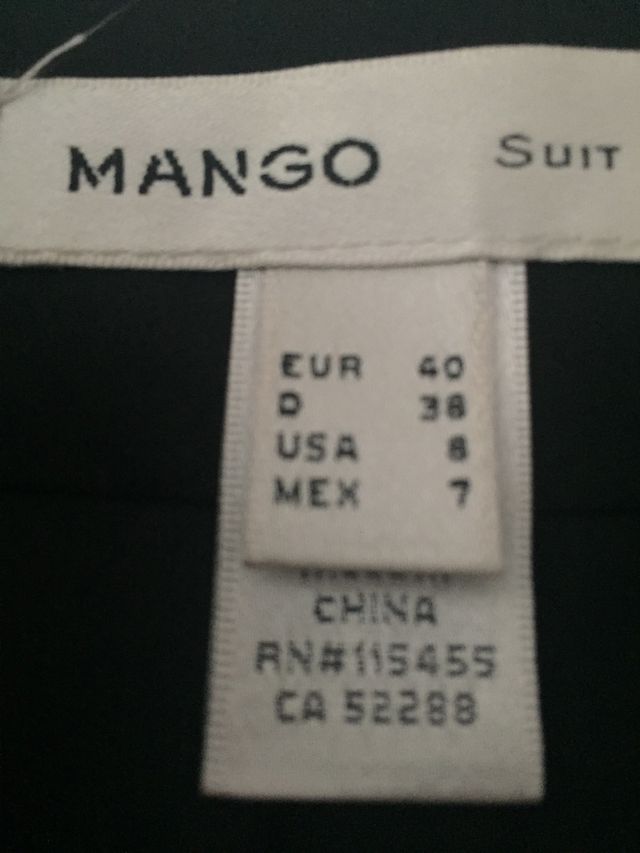 MANGO SUIT
EUR 40
D 38
USA 8
MEX 7
CHINA
RN#115455
CA 52288